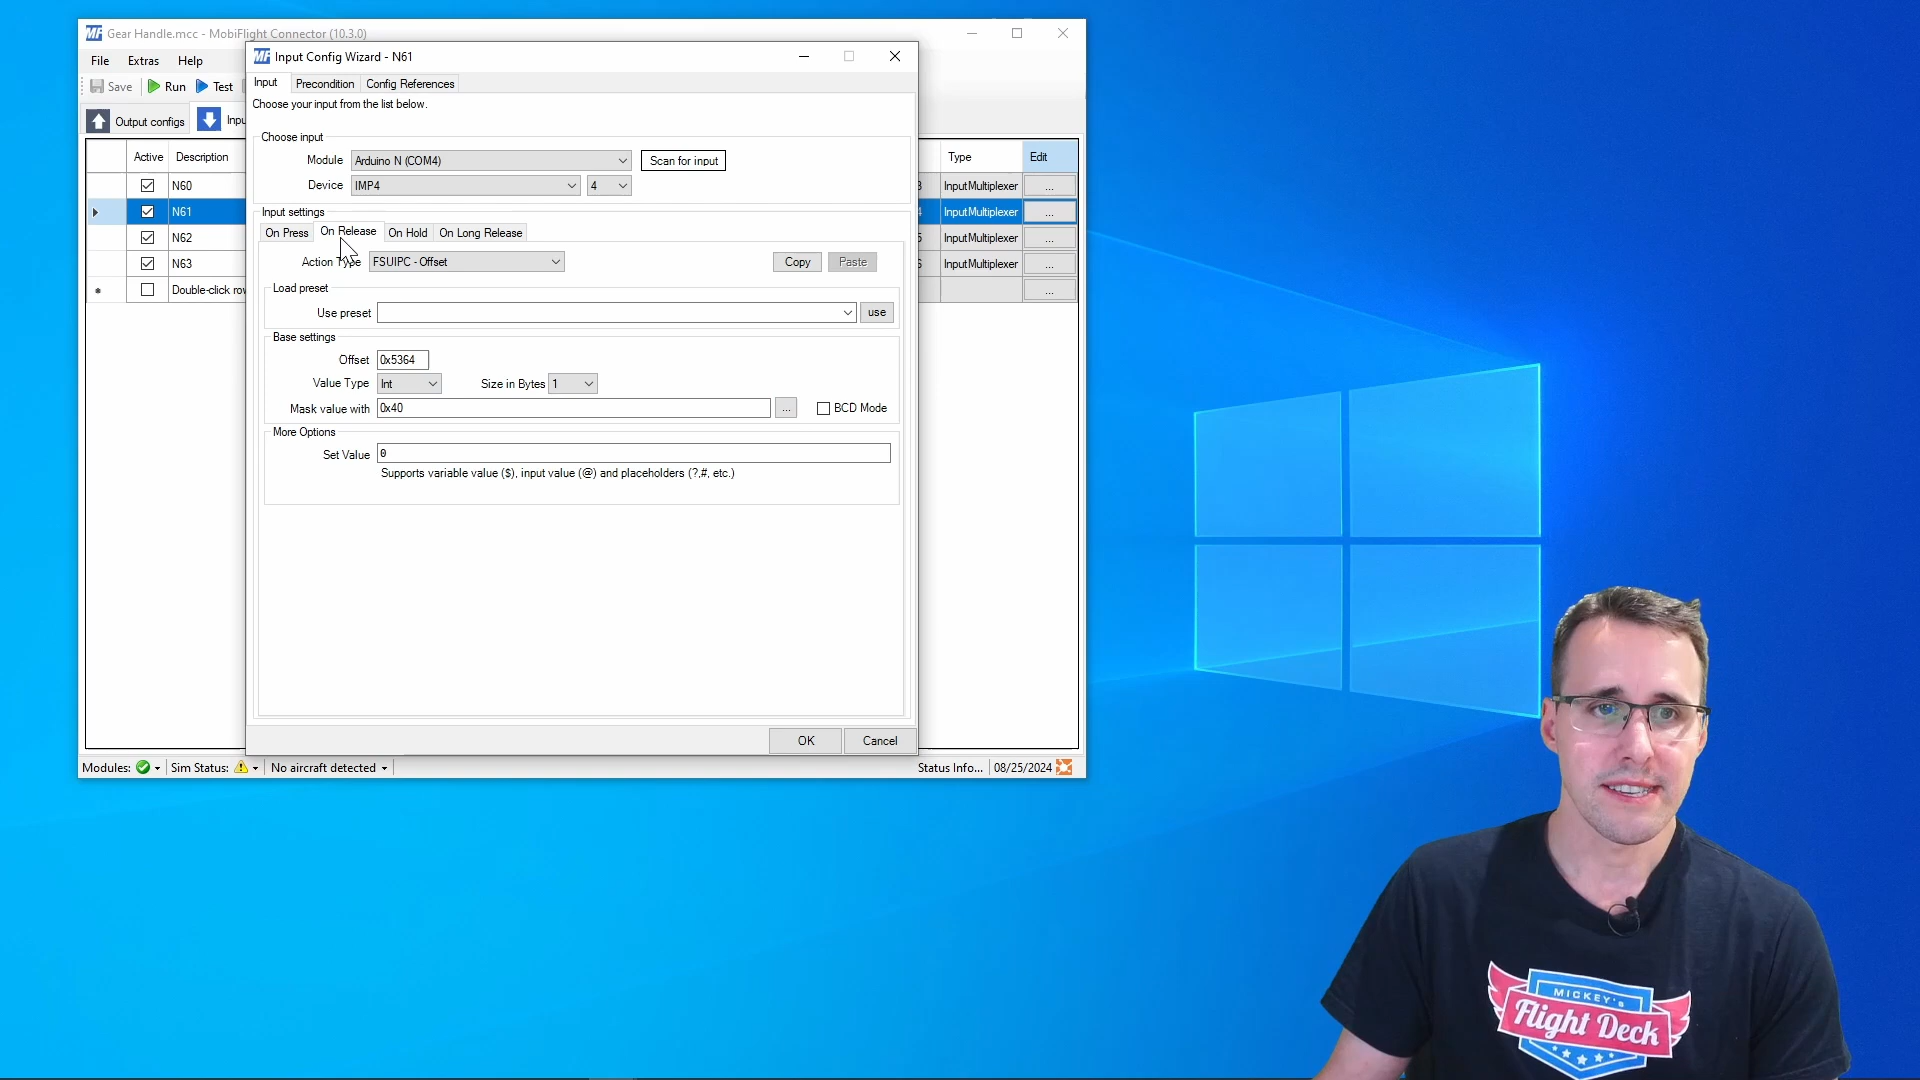 Gear Handle.mcc - MobiFlight Connector (10.3.0)
File Extras Help
Save Run Test
Output configs
Active Description Type Edit
N60 InputMultiplexer ...
N61 InputMultiplexer ...
N62 5 InputMultiplexer ...
N63 6 InputMultiplexer ...
Double-click ...
MF Input Config Wizard - N61
Input Precondition Config References
Choose your input from the list below.
Choose input
Module Arduino N (COM4) Scan for input
Device IMP4 4
Input settings
On Press On Release On Hold On Long Release
Action Type FSUIPC - Offset Copy Paste
Load preset
Use preset use
Base settings
Offset 0x5364
Value Type Int Size in Bytes 1
Mask value with 0x40 ... BCD Mode
More Options
Set Value 0
Supports variable value ($), input value (@) and placeholders (?,#, etc.)
OK Cancel
Modules: Sim Status: No aircraft detected Status Info... 08/25/2024
MICKEY's
Flight Deck